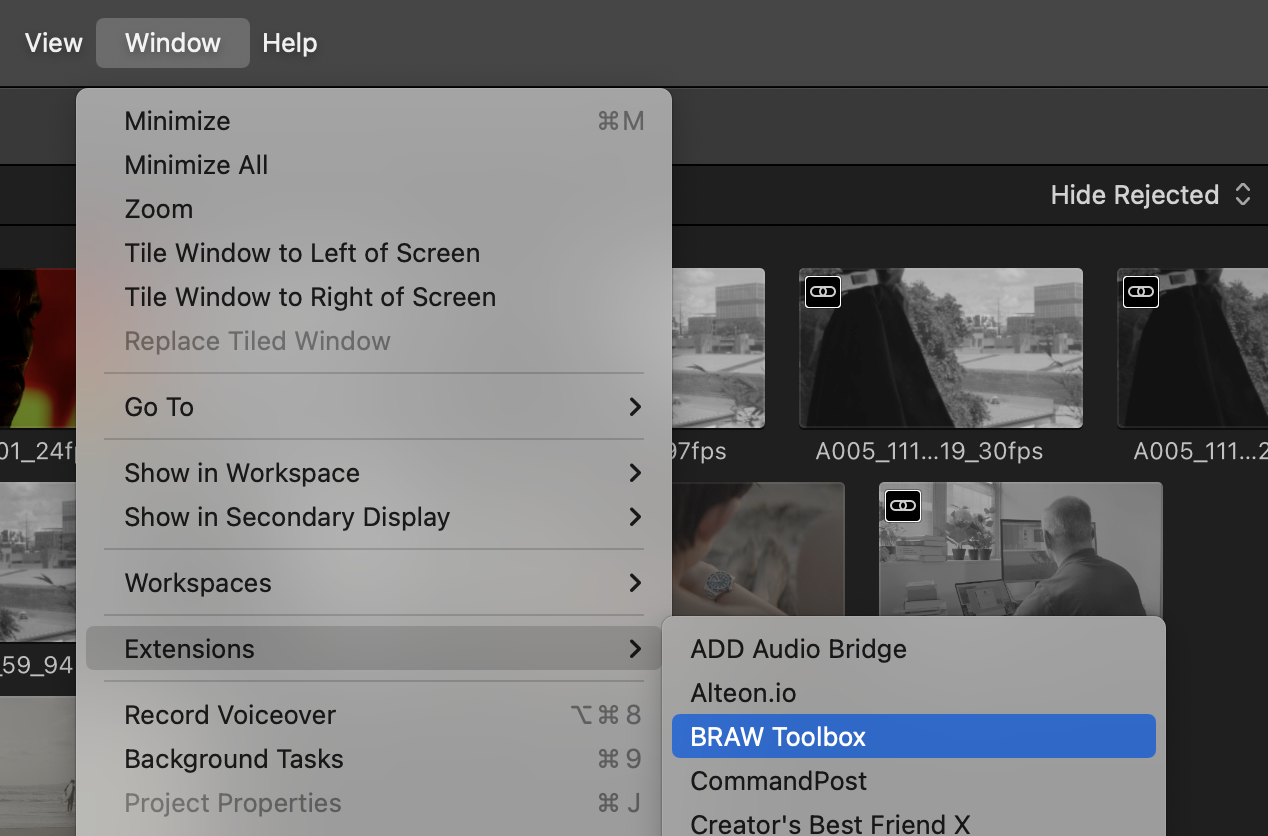 View Window Help
Minimize ⌘M
Minimize All
Zoom
Tile Window to Left of Screen
Tile Window to Right of Screen
Replace Tiled Window
Go To
Show in Workspace
Show in Secondary Display
Workspaces
Extensions
Record Voiceover ⌥⌘8
Background Tasks ⌘9
Project Properties ⌘J
ADD Audio Bridge
Alteon.io
BRAW Toolbox
CommandPost
Creator's Best Friend X
Hide Rejected
01_24f
97fps
A005_111...19_30fps
A005_111...2
_59_94